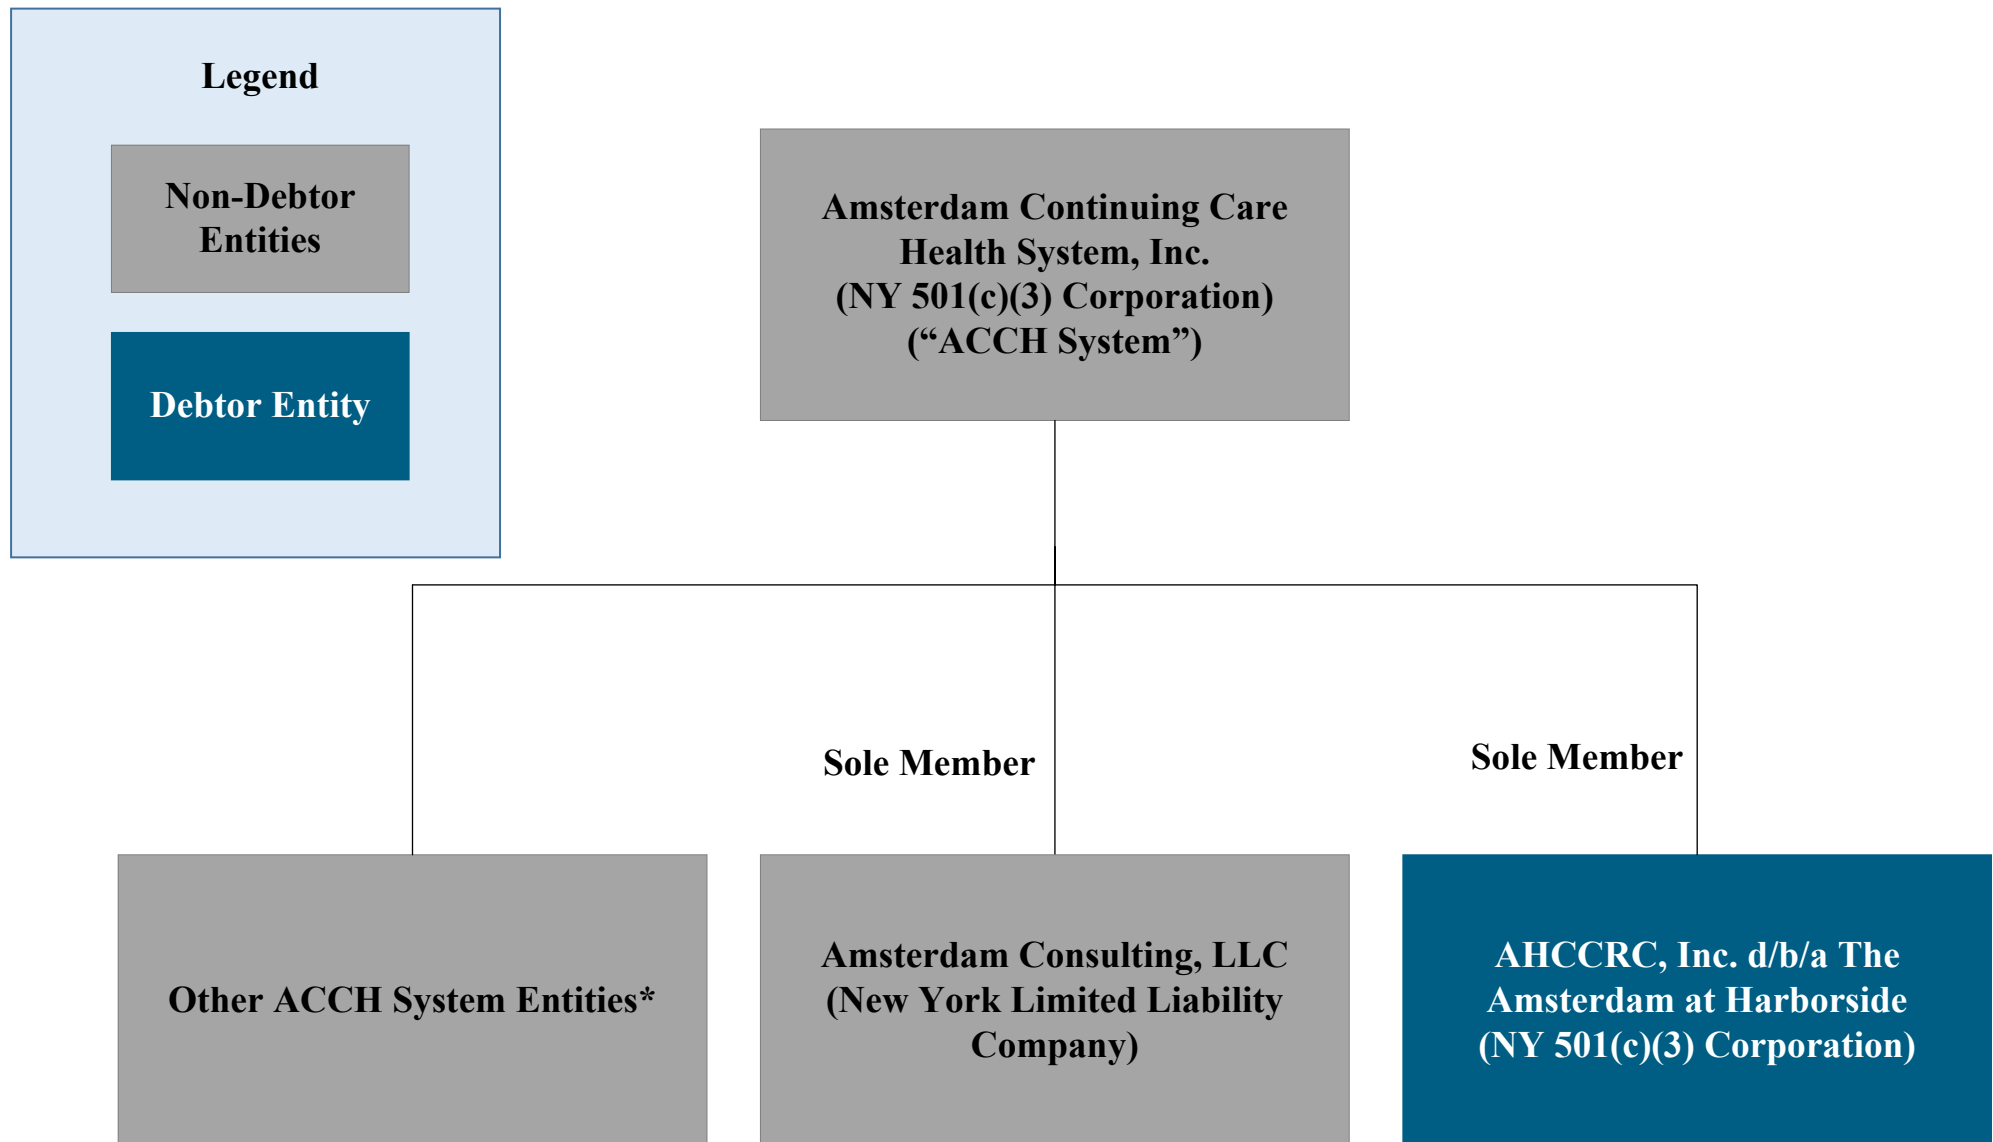 Legend
Non-Debtor
Entities
Debtor Entity
Amsterdam Continuing Care
Health System, Inc.
(NY 501(c)(3) Corporation)
(“ACCH System”)
Sole Member
Sole Member
Other ACCH System Entities*
Amsterdam Consulting, LLC
(New York Limited Liability
Company)
AHCCRC, Inc. d/b/a The
Amsterdam at Harborside
(NY 501(c)(3) Corporation)